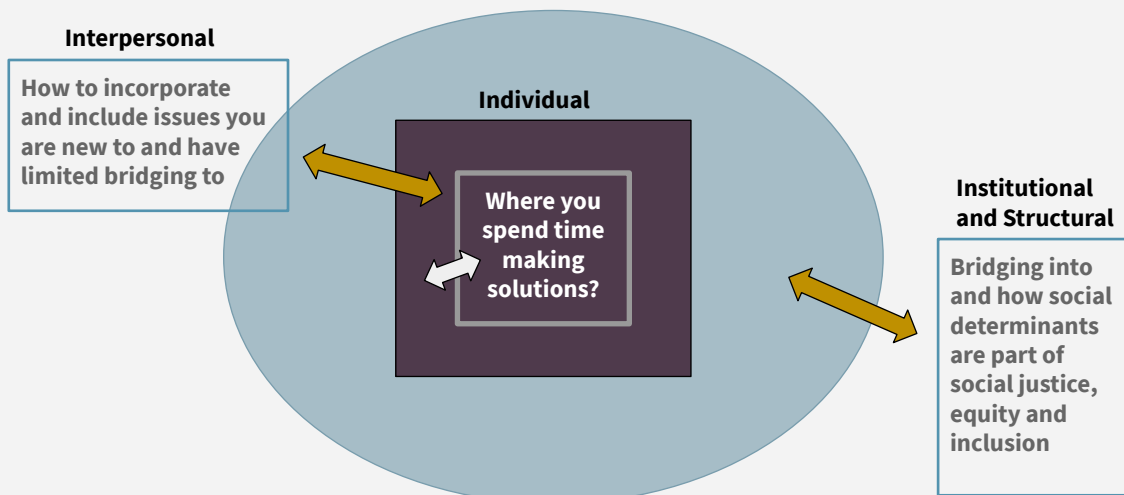 Interpersonal
How to incorporate
and include issues you
are new to and have
limited bridging to
Individual
Where you
spend time
making
solutions?
Institutional
and Structural
Bridging into
and how social
determinants
are part of
social justice,
equity and
inclusion